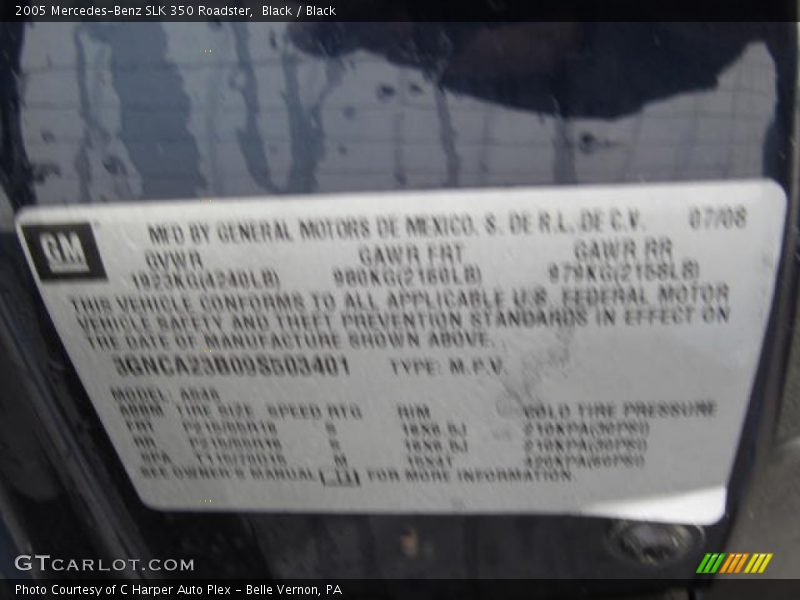 2005 Mercedes-Benz SLK 350 Roadster, Black / Black
GM
MFD BY GENERAL MOTORS DE MEXICO, S. DE R.L. DE C.V. 07/08
GVWR GAWR FRT GAWR RR
1923KG(4240LB) 980KG(2160LB) 979KG(2158LB)
THIS VEHICLE CONFORMS TO ALL APPLICABLE U.S. FEDERAL MOTOR
VEHICLE SAFETY AND THEFT PREVENTION STANDARDS IN EFFECT ON
THE DATE OF MANUFACTURE SHOWN ABOVE.
3GNCA23B09S503401 TYPE: M.P.V.
MODEL:
TIRE SIZE SPEED RTG RIM COLD TIRE PRESSURE
FRT S 16X6.5J 210KPA(30PSI)
RR S 16X6.5J 210KPA(30PSI)
SPA M 15X4T 420KPA(60PSI)
SEE OWNER'S MANUAL FOR MORE INFORMATION.
GTCARLOT.COM
Photo Courtesy of C Harper Auto Plex - Belle Vernon, PA